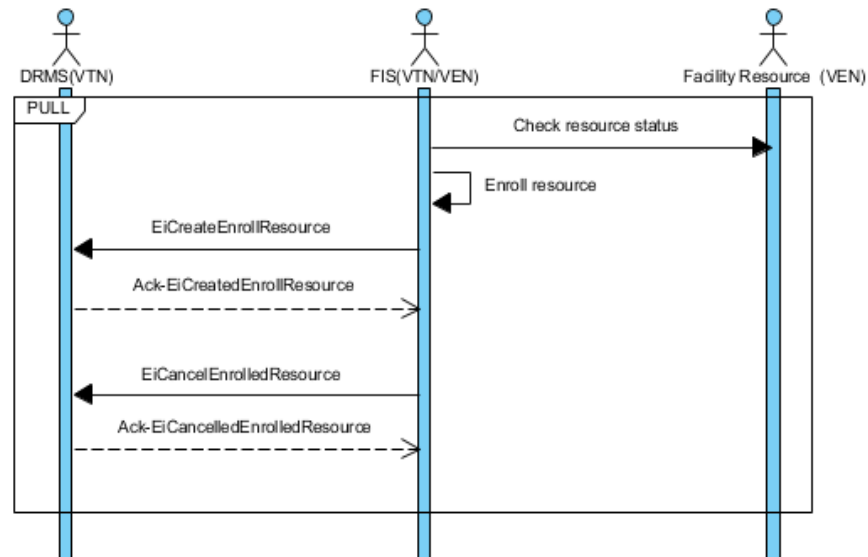 DRMS(VTN)
FIS(VTN/VEN)
Facility Resource (VEN)
PULL
Check resource status
Enroll resource
EiCreateEnrollResource
Ack-EiCreatedEnrollResource
EiCancelEnrolledResource
Ack-EiCancelledEnrolledResource